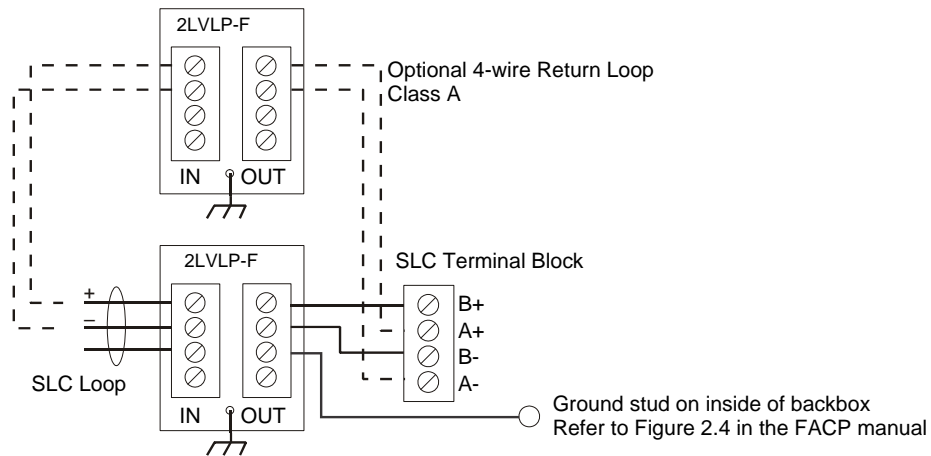 2LVLP-F
Optional 4-wire Return Loop
Class A
IN OUT
2LVLP-F
SLC Terminal Block
+
B+
A+
–
B-
SLC Loop
A-
IN OUT
Ground stud on inside of backbox
Refer to Figure 2.4 in the FACP manual